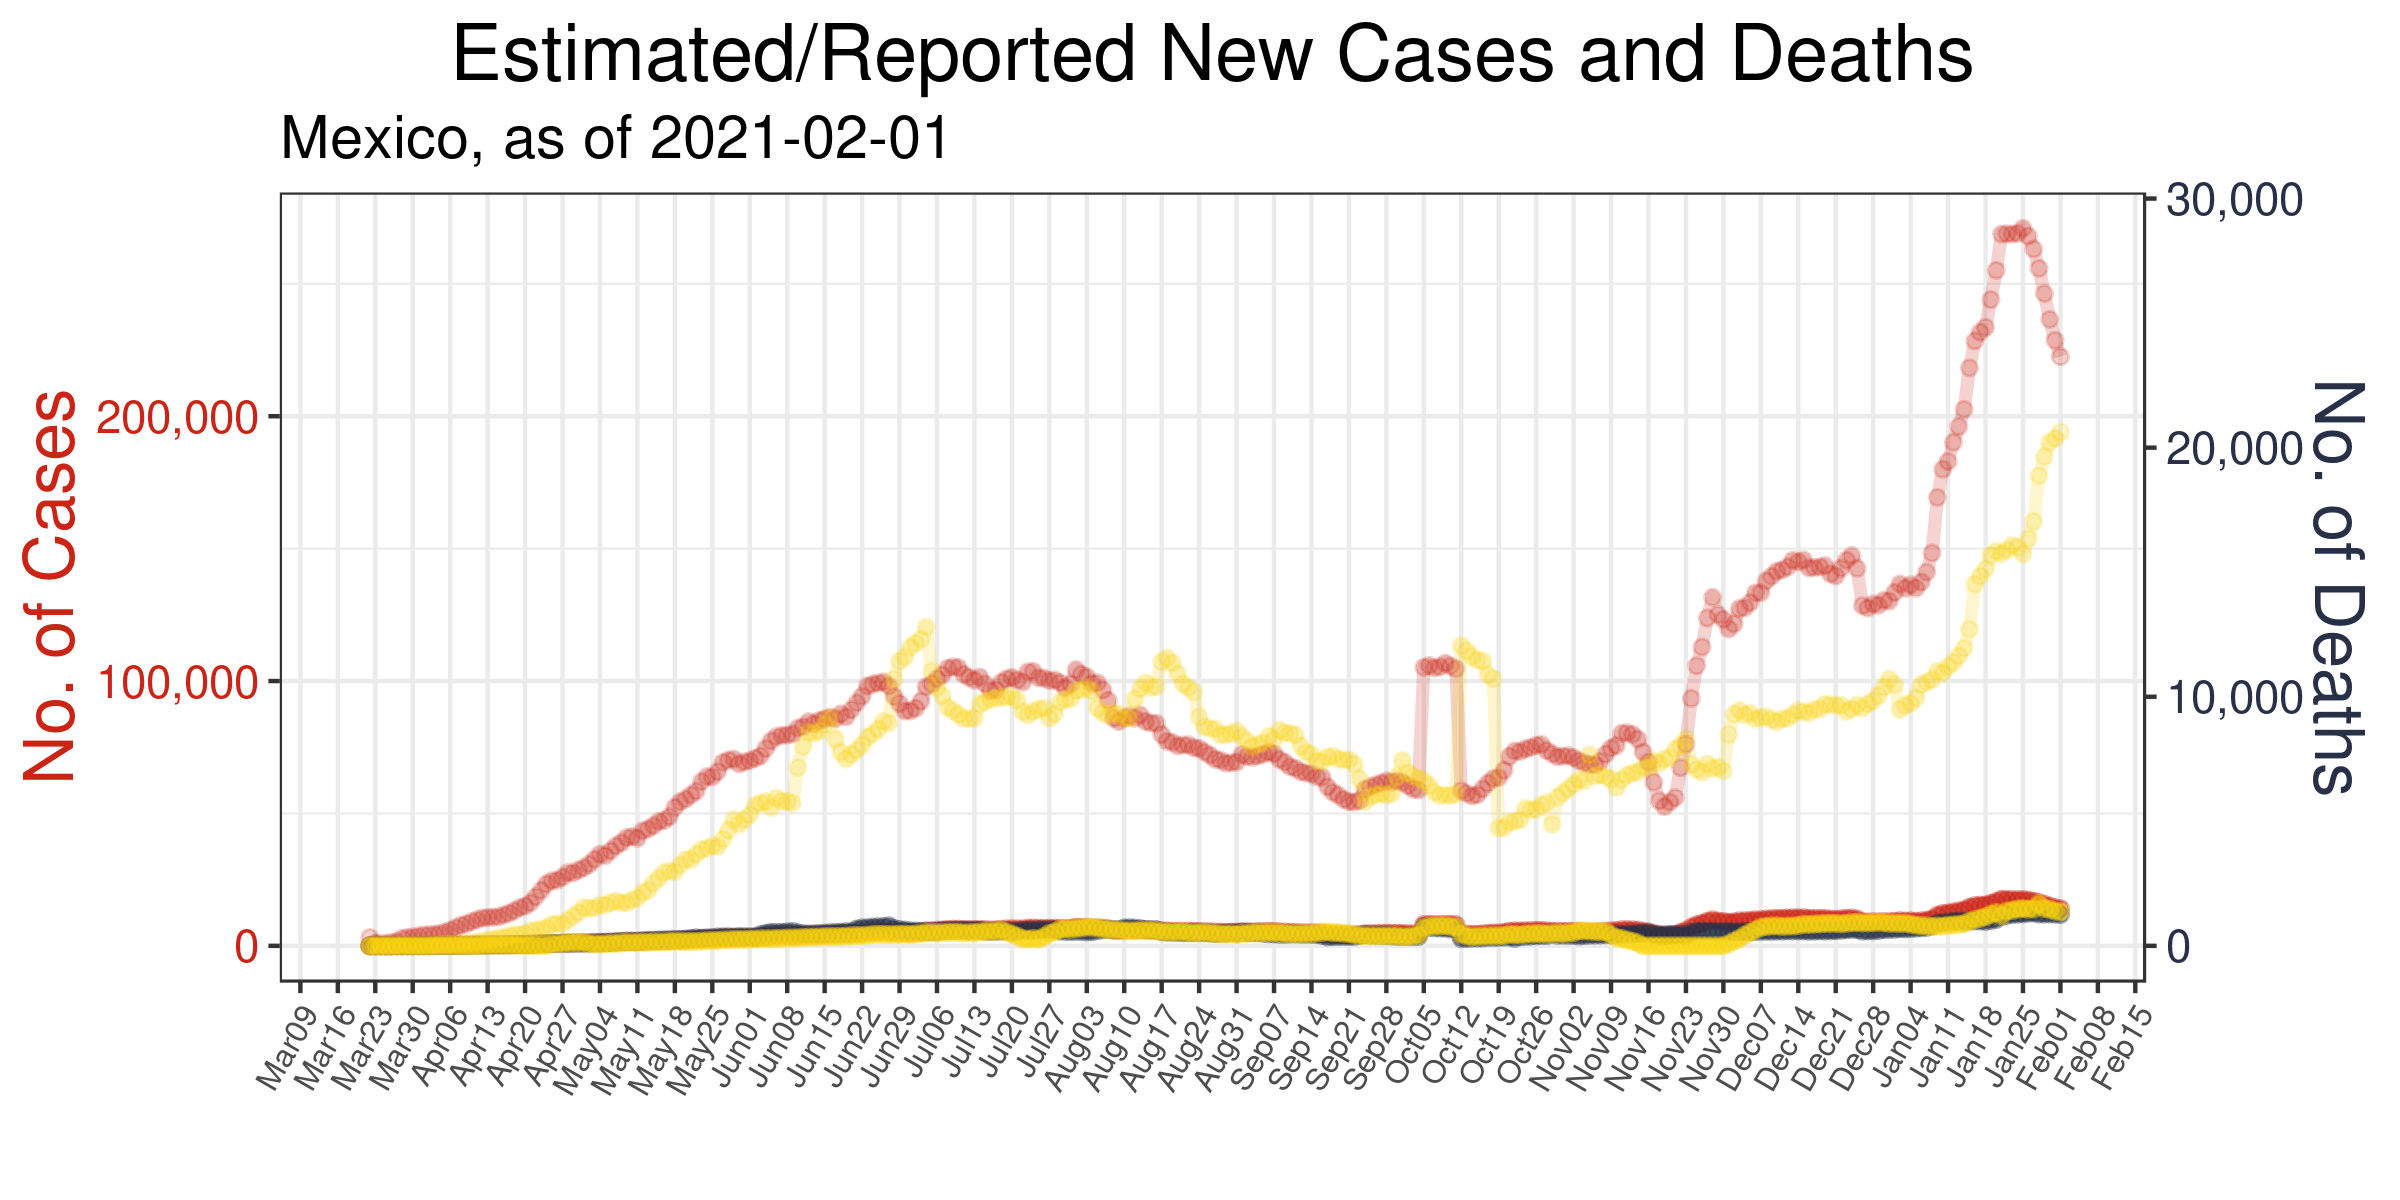 Estimated/Reported New Cases and Deaths
Mexico, as of 2021-02-01
No. of Cases
200,000
100,000
0
30,000
20,000
10,000
0
No. of Deaths
Mar09
Mar16
Mar23
Mar30
Apr06
Apr13
Apr20
Apr27
May04
May11
May18
May25
Jun01
Jun08
Jun15
Jun22
Jun29
Jul06
Jul13
Jul20
Jul27
Aug03
Aug10
Aug17
Aug24
Aug31
Sep07
Sep14
Sep21
Sep28
Oct05
Oct12
Oct19
Oct26
Nov02
Nov09
Nov16
Nov23
Nov30
Dec07
Dec14
Dec21
Dec28
Jan04
Jan11
Jan18
Jan25
Feb01
Feb08
Feb15